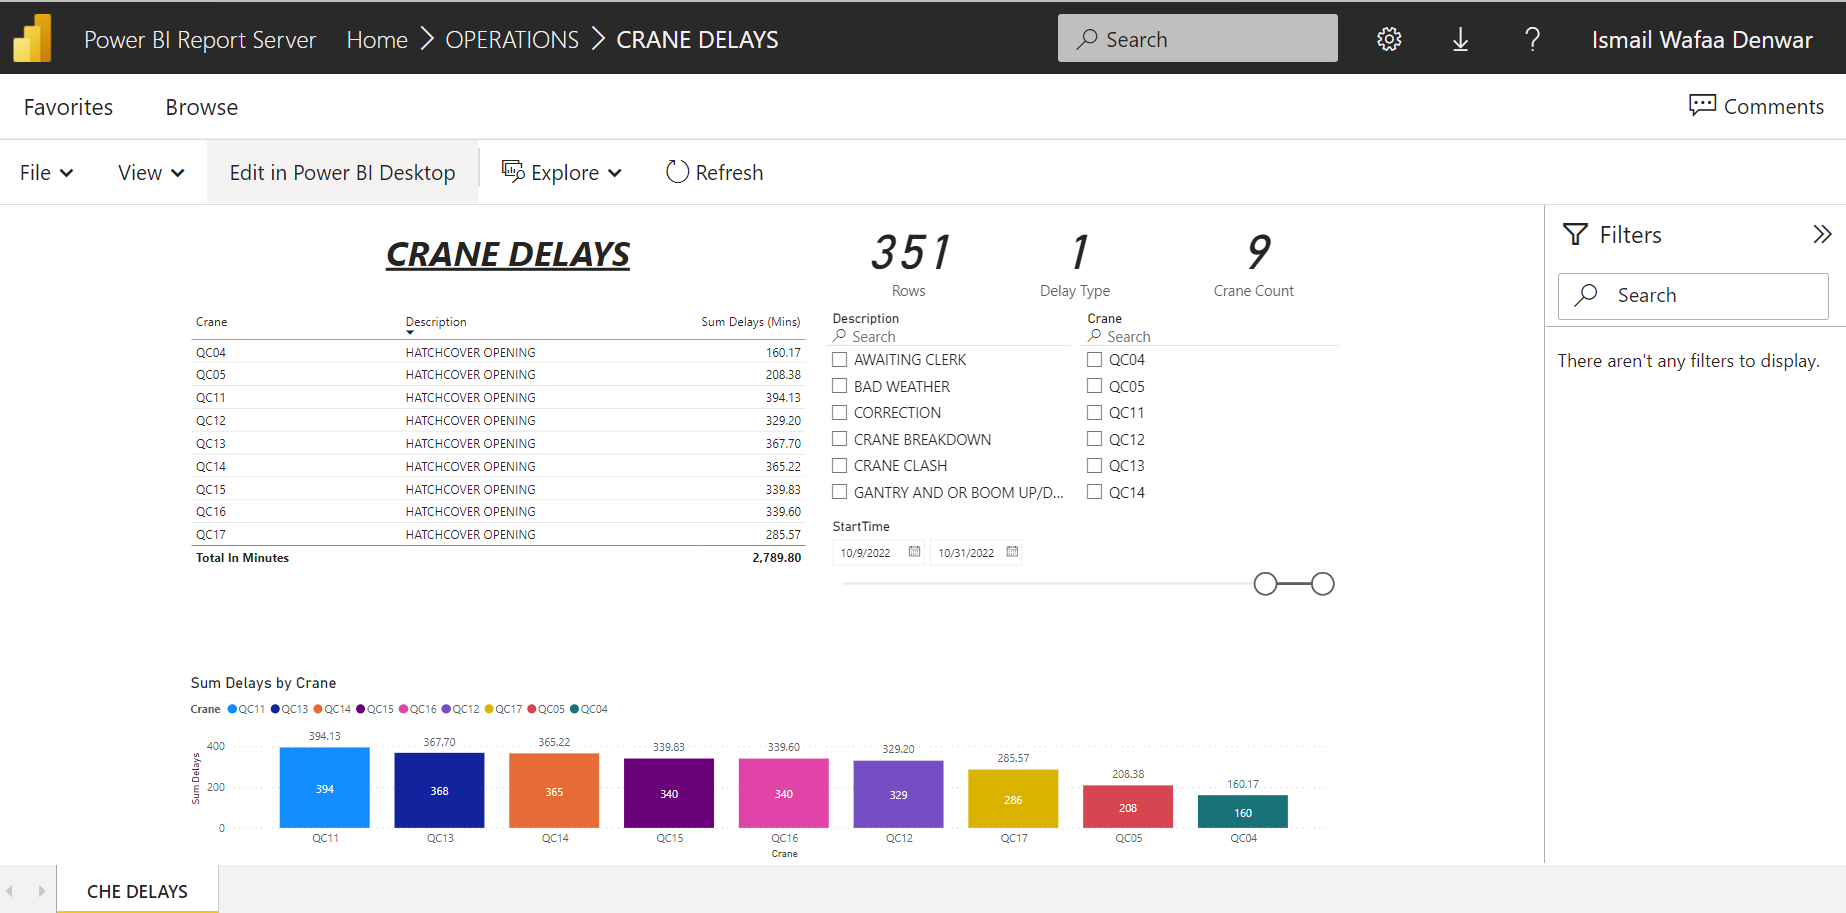 Power BI Report Server Home > OPERATIONS > CRANE DELAYS Search ? Ismail Wafaa Denwar
Favorites Browse Comments
File View Edit in Power BI Desktop Explore Refresh
CRANE DELAYS
351 1 9
Rows Delay Type Crane Count
Crane Description Sum Delays (Mins)
QC04 HATCHCOVER OPENING 160.17
QC05 HATCHCOVER OPENING 208.38
QC11 HATCHCOVER OPENING 394.13
QC12 HATCHCOVER OPENING 329.20
QC13 HATCHCOVER OPENING 367.70
QC14 HATCHCOVER OPENING 365.22
QC15 HATCHCOVER OPENING 339.83
QC16 HATCHCOVER OPENING 339.60
QC17 HATCHCOVER OPENING 285.57
Total In Minutes 2,789.80
Description
Search
AWAITING CLERK
BAD WEATHER
CORRECTION
CRANE BREAKDOWN
CRANE CLASH
GANTRY AND OR BOOM UP/D...
Crane
Search
QC04
QC05
QC11
QC12
QC13
QC14
StartTime
10/9/2022 10/31/2022
Filters
Search
There aren't any filters to display.
Sum Delays by Crane
Crane QC11 QC13 QC14 QC15 QC16 QC12 QC17 QC05 QC04
Sum Delays
400
200
0
394.13 367.70 365.22 339.83 339.60 329.20 285.57 208.38 160.17
394 368 365 340 340 329 286 208 160
QC11 QC13 QC14 QC15 QC16 QC12 QC17 QC05 QC04
Crane
CHE DELAYS